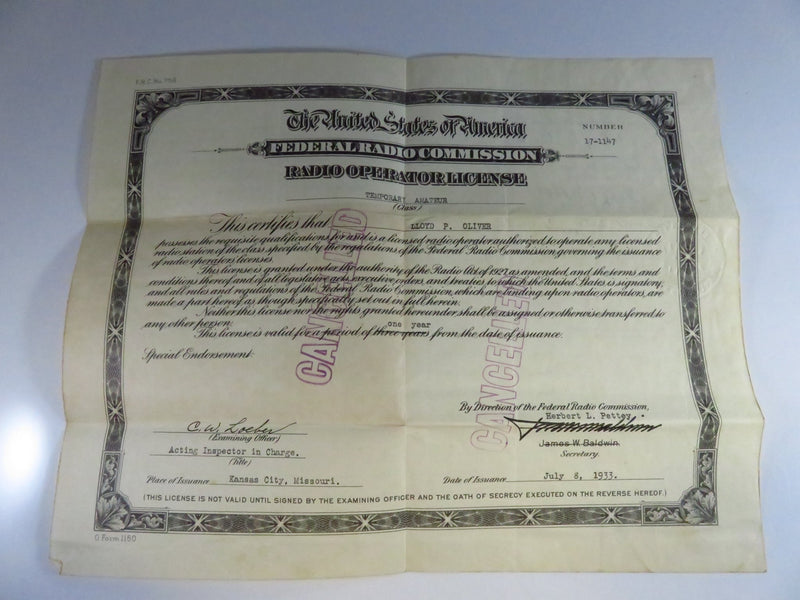 The United States of America
NUMBER
17-1147
FEDERAL RADIO COMMISSION
RADIO OPERATOR LICENSE
TEMPORARY AMATEUR
(Class)
This certifies that LLOYD P. OLIVER
possesses the requisite qualifications for and is a licensed radio operator authorized to operate any licensed
radio station of the class specified by the regulations of the Federal Radio Commission governing the issuance
of radio operators licenses.
This license is granted under the authority of the Radio Act of 1927 as amended, and the terms and
conditions thereof and of all legislative acts, executive orders, and treaties to which the United States is signatory,
and all rules and regulations of the Federal Radio Commission, which are binding upon radio operators, are
made a part hereof as though specifically set out in full herein.
Neither this license nor the rights granted hereunder shall be assigned or otherwise transferred to
any other person.
one year
This license is valid for a period of three years from the date of issuance.
Special Endorsement:
CANCELLED
CANCELLED
By Direction of the Federal Radio Commission,
Herbert L. Pettey.
James W. Baldwin.
Secretary.
C. W. Loeber
(Examining Officer)
Acting Inspector in Charge.
(Title)
Place of Issuance Kansas City, Missouri.
Date of Issuance July 8, 1933.
(THIS LICENSE IS NOT VALID UNTIL SIGNED BY THE EXAMINING OFFICER AND THE OATH OF SECRECY EXECUTED ON THE REVERSE HEREOF.)
G Form 1150